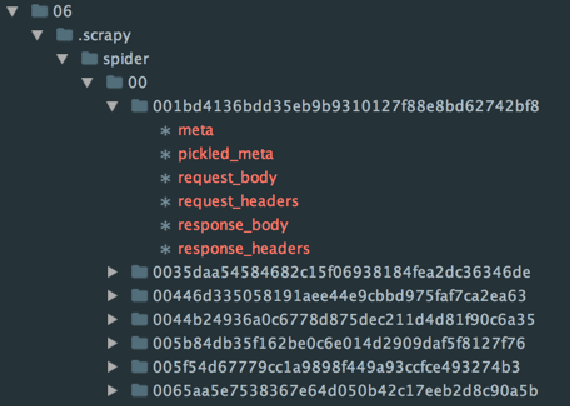 06
.scrapy
spider
00
001bd4136bdd35eb9b9310127f88e8bd62742bf8
* meta
* pickled_meta
* request_body
* request_headers
* response_body
* response_headers
0035daa54584682c15f06938184fea2dc36346de
00446d335058191aee44e9cbbd975faf7ca2ea63
0044b24936a0c6778d875dec211d4d81f90c6a35
005b84db35f162be0c6e014d2909daf5f8127f76
005f54d67779cc1a9898f449a93ccfce493274b3
0065aa5e7538367e64d050b42c17eeb2d8c90a5b